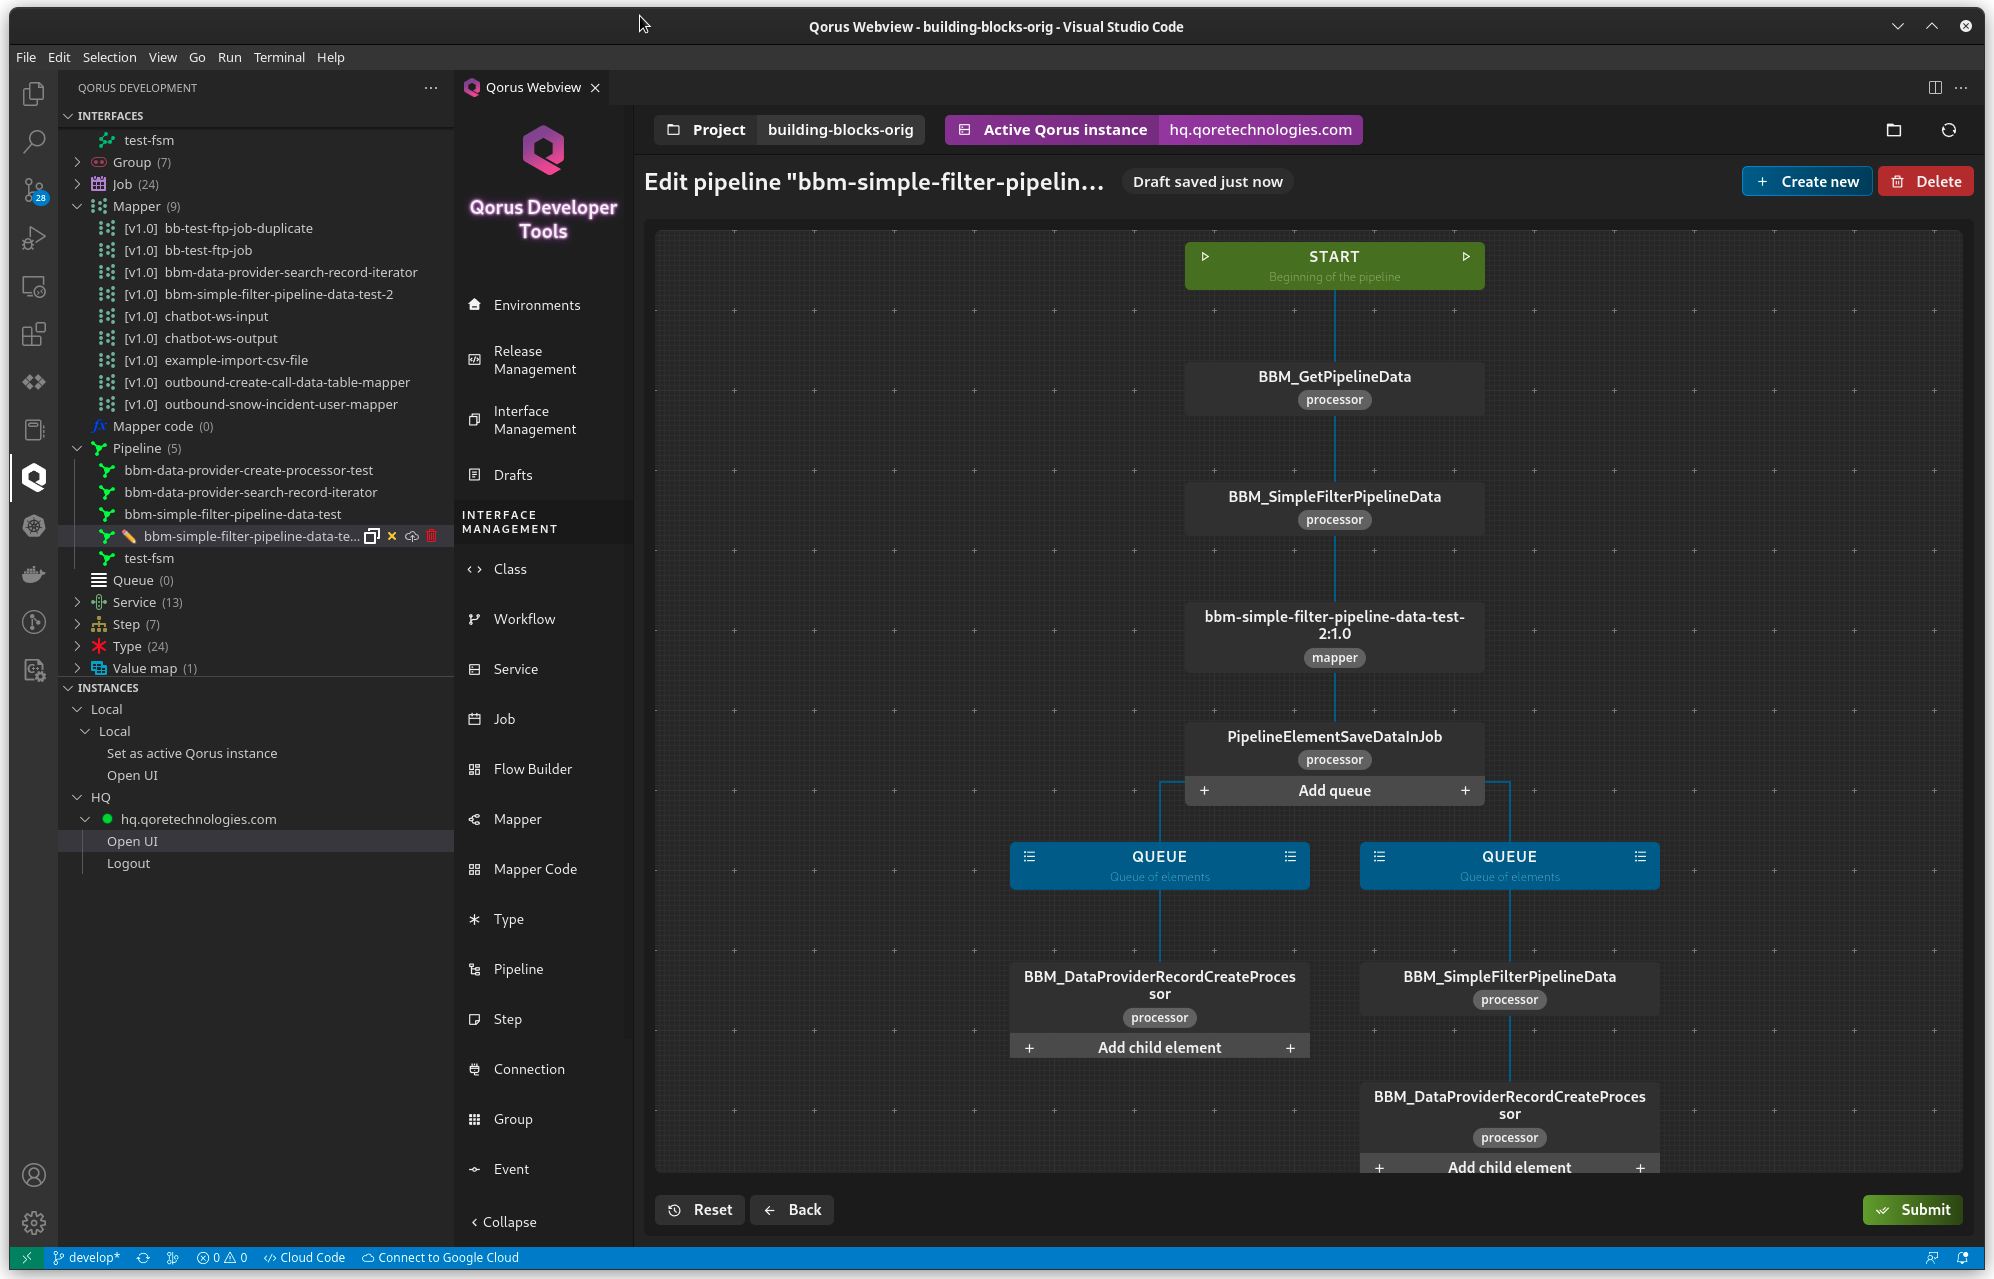 Qorus Webview - building-blocks-orig - Visual Studio Code
File Edit Selection View Go Run Terminal Help
QORUS DEVELOPMENT
INTERFACES
test-fsm
Group (7)
Job (24)
Mapper (9)
[v1.0] bb-test-ftp-job-duplicate
[v1.0] bb-test-ftp-job
[v1.0] bbm-data-provider-search-record-iterator
[v1.0] bbm-simple-filter-pipeline-data-test-2
[v1.0] chatbot-ws-input
[v1.0] chatbot-ws-output
[v1.0] example-import-csv-file
[v1.0] outbound-create-call-data-table-mapper
[v1.0] outbound-snow-incident-user-mapper
fx Mapper code (0)
Pipeline (5)
bbm-data-provider-create-processor-test
bbm-data-provider-search-record-iterator
bbm-simple-filter-pipeline-data-test
bbm-simple-filter-pipeline-data-te...
test-fsm
Queue (0)
Service (13)
Step (7)
Type (24)
Value map (1)
INSTANCES
Local
Local
Set as active Qorus instance
Open UI
HQ
hq.qoretechnologies.com
Open UI
Logout
28
Qorus Webview
Qorus Developer
Tools
Environments
Release
Management
Interface
Management
Drafts
INTERFACE
MANAGEMENT
Class
Workflow
Service
Job
Flow Builder
Mapper
Mapper Code
Type
Pipeline
Step
Connection
Group
Event
Collapse
Project building-blocks-orig
Active Qorus instance hq.qoretechnologies.com
Edit pipeline "bbm-simple-filter-pipelin...
Draft saved just now
Create new
Delete
START
Beginning of the pipeline
BBM_GetPipelineData
processor
BBM_SimpleFilterPipelineData
processor
bbm-simple-filter-pipeline-data-test-
2:1.0
mapper
PipelineElementSaveDataInJob
processor
+ Add queue +
QUEUE
Queue of elements
QUEUE
Queue of elements
BBM_DataProviderRecordCreateProces
sor
processor
+ Add child element +
BBM_SimpleFilterPipelineData
processor
BBM_DataProviderRecordCreateProces
sor
processor
+ Add child element +
Reset
Back
Submit
develop*
0
0
Cloud Code
Connect to Google Cloud